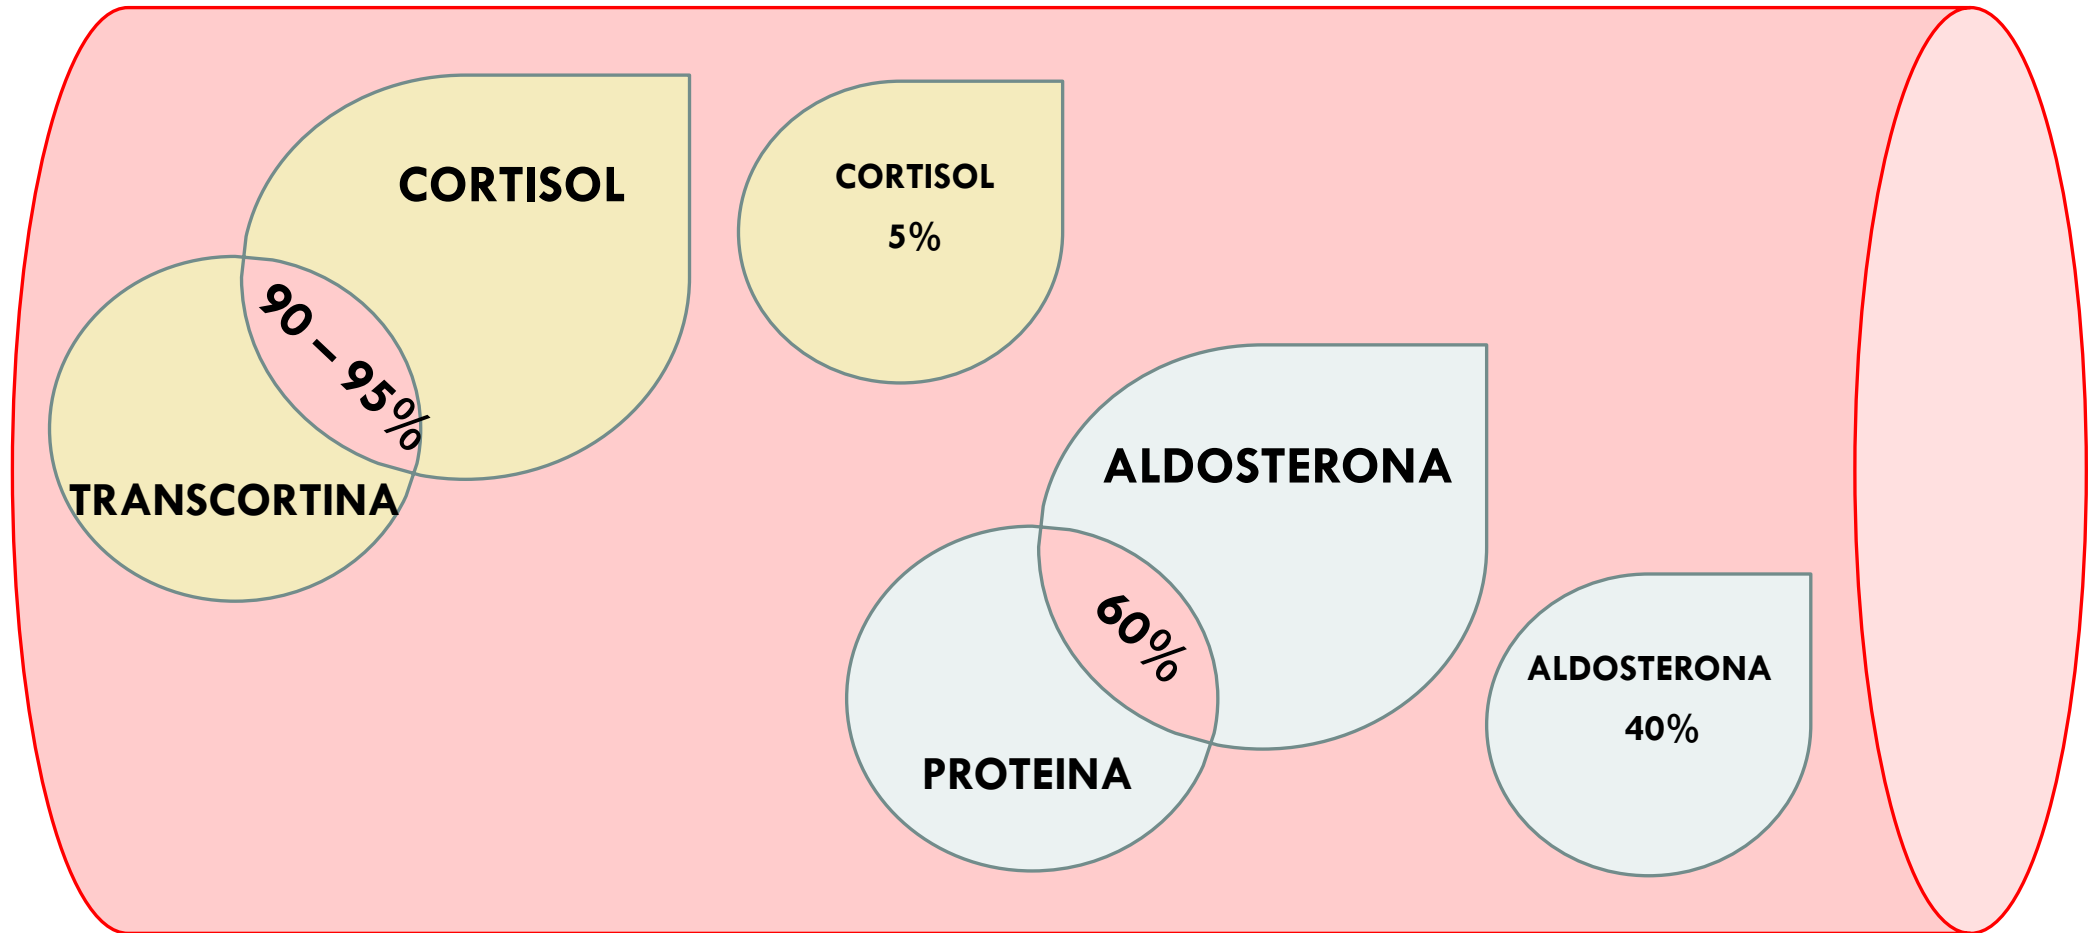 CORTISOL
90 – 95%
TRANSCORTINA
CORTISOL
5%
ALDOSTERONA
60%
PROTEINA
ALDOSTERONA
40%